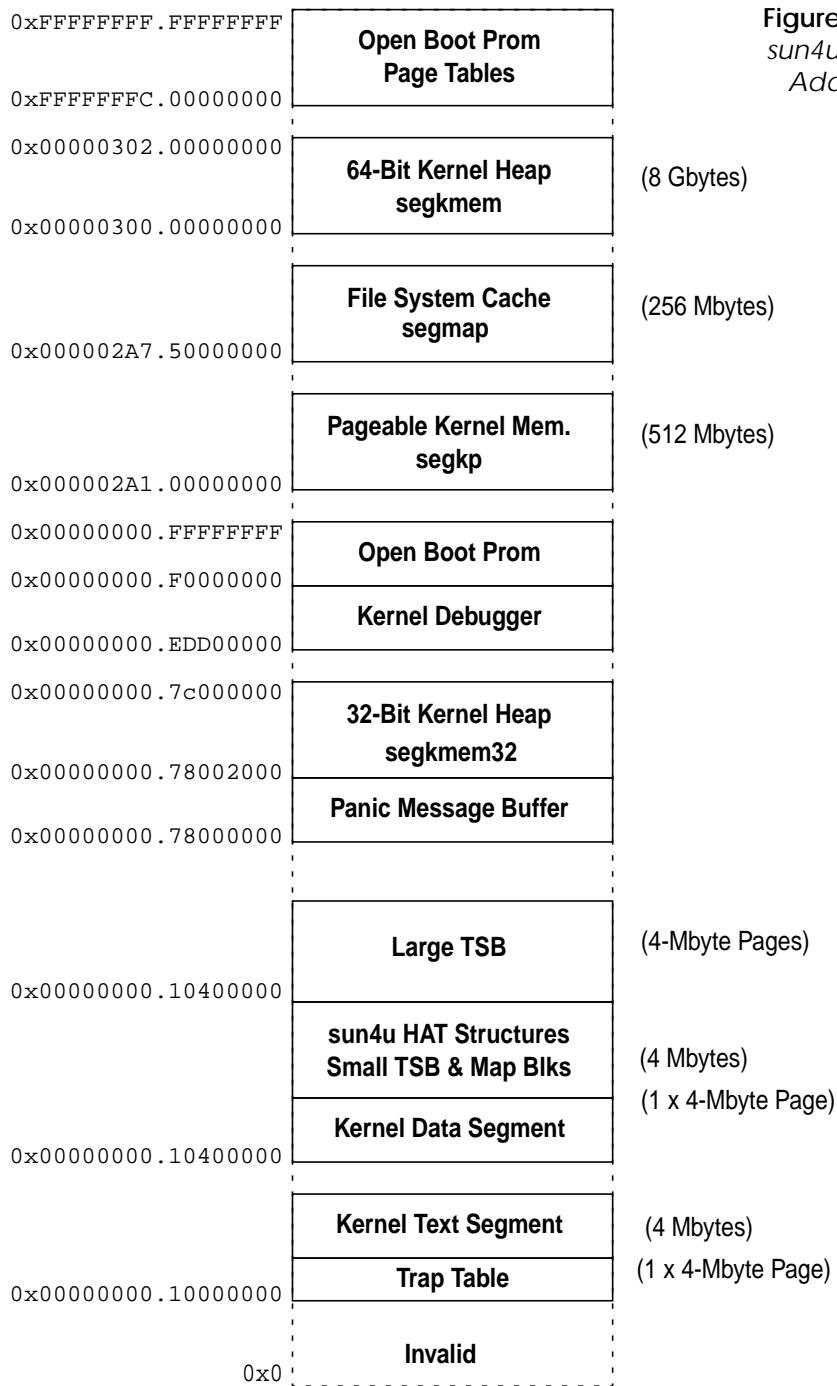 Figure
sun4u
Add
0xFFFFFFFF.FFFFFFFF
Open Boot Prom
Page Tables
0xFFFFFFFC.00000000
0x00000302.00000000
64-Bit Kernel Heap
segkmem
(8 Gbytes)
0x00000300.00000000
File System Cache
segmap
(256 Mbytes)
0x000002A7.50000000
Pageable Kernel Mem.
segkp
(512 Mbytes)
0x000002A1.00000000
0x00000000.FFFFFFFF
Open Boot Prom
0x00000000.F0000000
Kernel Debugger
0x00000000.EDD00000
0x00000000.7c000000
32-Bit Kernel Heap
segkmem32
0x00000000.78002000
Panic Message Buffer
0x00000000.78000000
Large TSB
(4-Mbyte Pages)
0x00000000.10400000
sun4u HAT Structures
Small TSB & Map Blks
(4 Mbytes)
(1 x 4-Mbyte Page)
Kernel Data Segment
0x00000000.10400000
Kernel Text Segment
(4 Mbytes)
(1 x 4-Mbyte Page)
Trap Table
0x00000000.10000000
Invalid
0x0